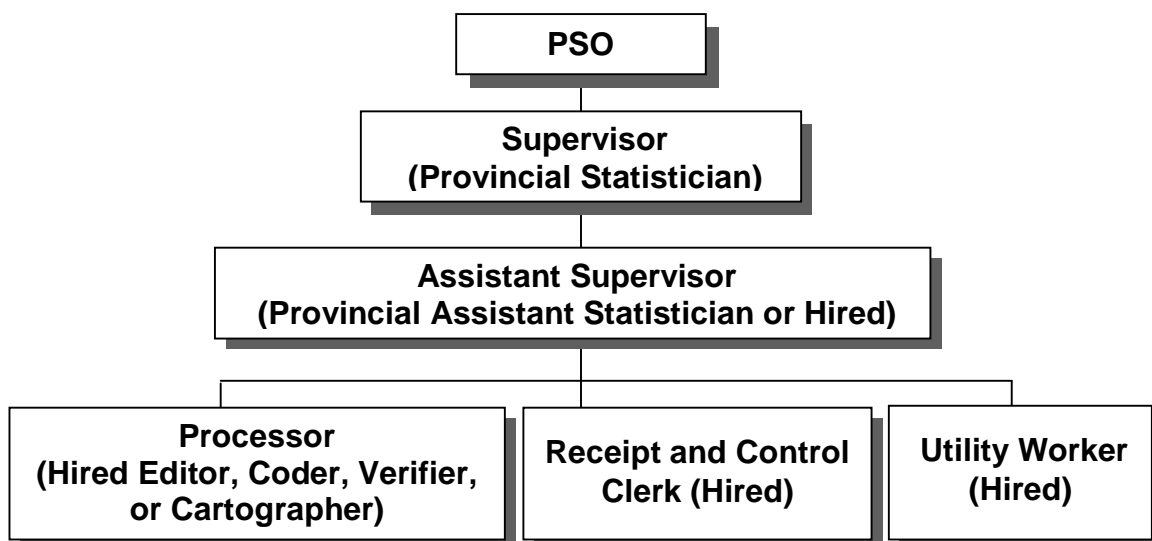 PSO
Supervisor
(Provincial Statistician)
Assistant Supervisor
(Provincial Assistant Statistician or Hired)
Processor
(Hired Editor, Coder, Verifier,
or Cartographer)
Receipt and Control
Clerk (Hired)
Utility Worker
(Hired)